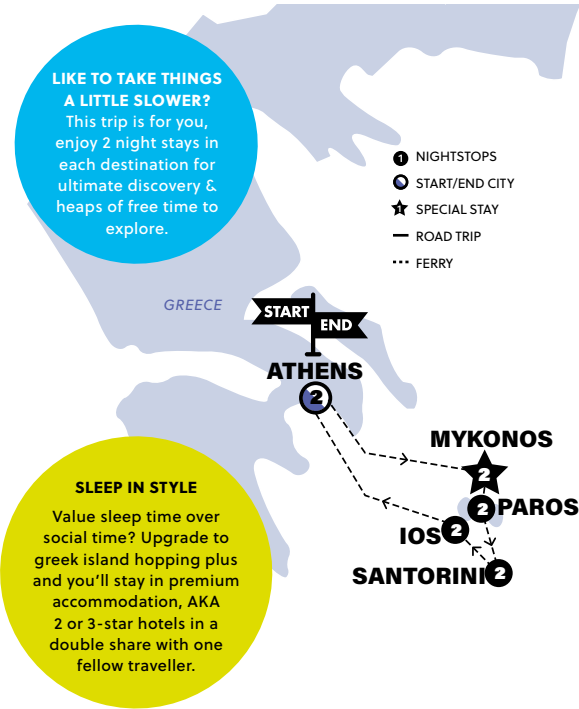 LIKE TO TAKE THINGS
A LITTLE SLOWER?
This trip is for you,
enjoy 2 night stays in
each destination for
ultimate discovery &
heaps of free time to
explore.
1 NIGHTSTOPS
START/END CITY
1 SPECIAL STAY
ROAD TRIP
FERRY
GREECE
START
END
ATHENS
2
MYKONOS
2
2 PAROS
IOS 2
SANTORINI 2
SLEEP IN STYLE
Value sleep time over
social time? Upgrade to
greek island hopping plus
and you’ll stay in premium
accommodation, AKA
2 or 3-star hotels in a
double share with one
fellow traveller.